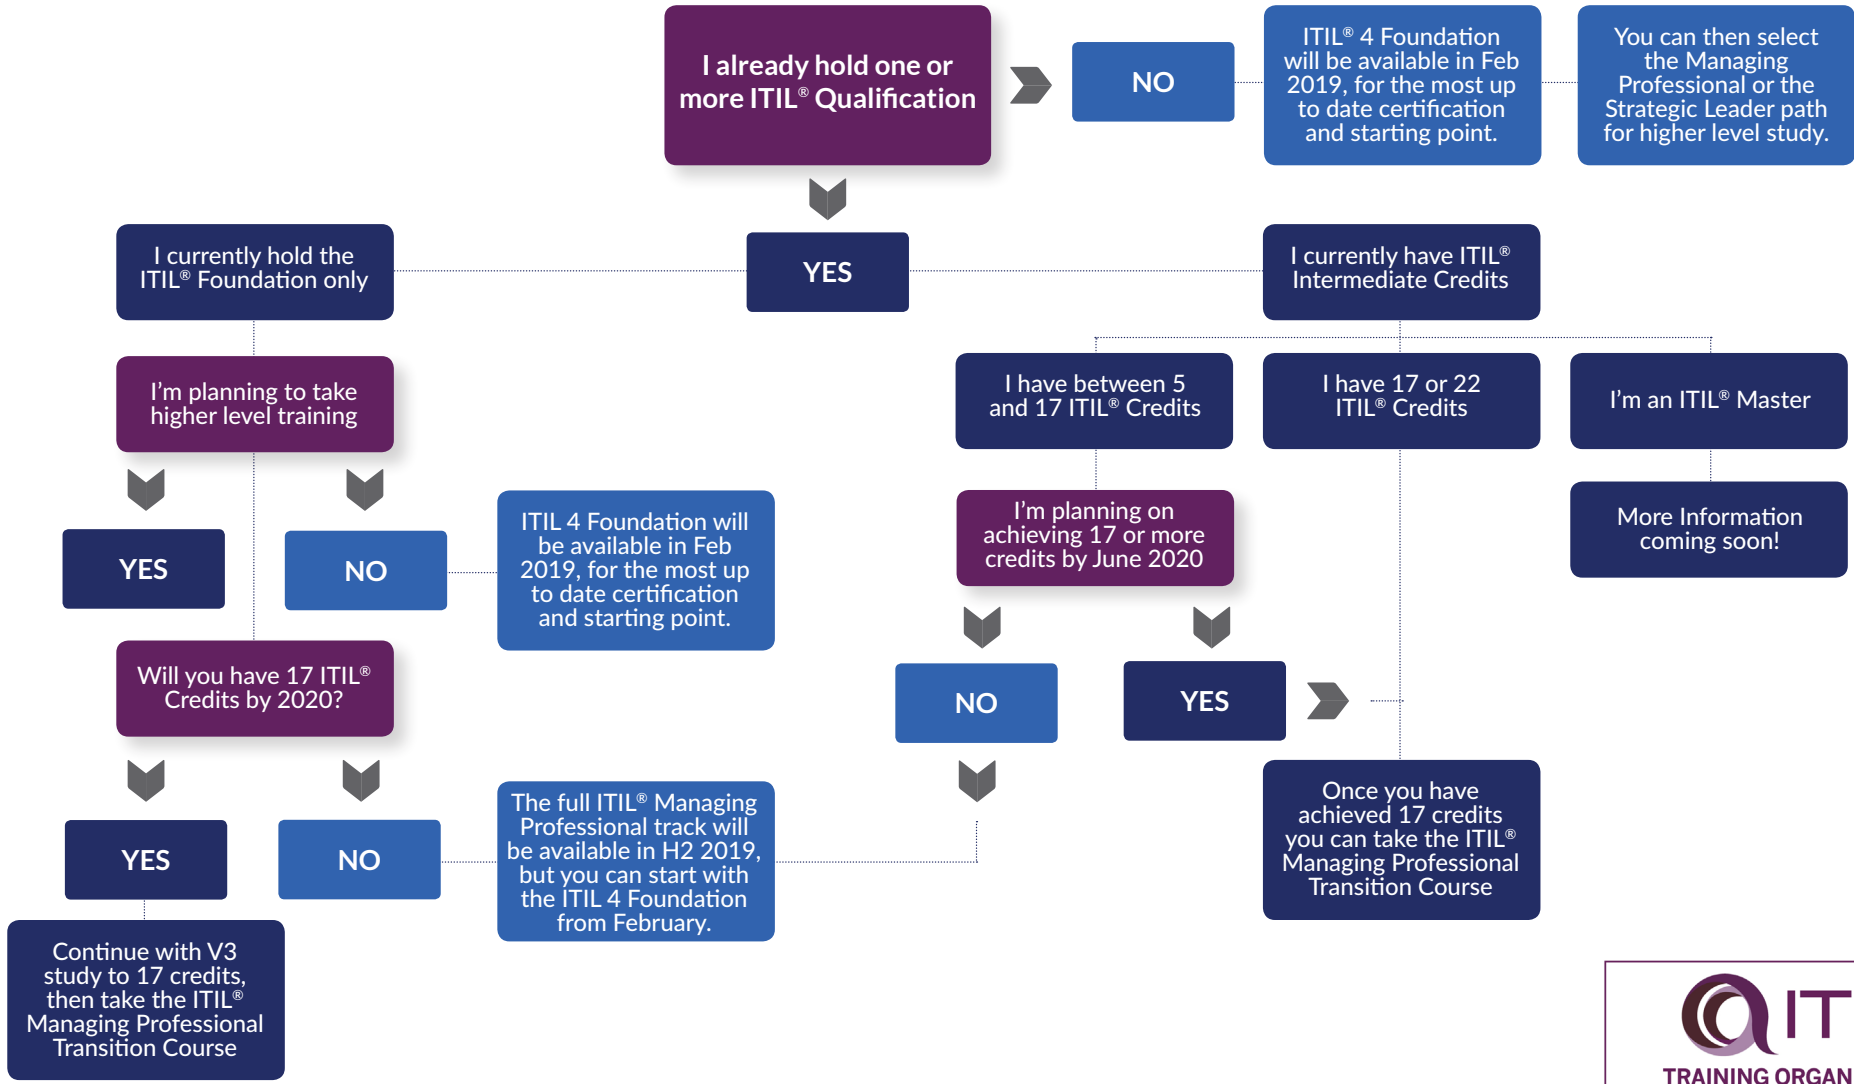 I already hold one or
more ITIL® Qualification
NO
ITIL® 4 Foundation
will be available in Feb
2019, for the most up
to date certification
and starting point.
You can then select
the Managing
Professional or the
Strategic Leader path
for higher level study.
I currently hold the
ITIL® Foundation only
YES
I currently have ITIL®
Intermediate Credits
I'm planning to take
higher level training
I have between 5
and 17 ITIL® Credits
I have 17 or 22
ITIL® Credits
I'm an ITIL® Master
YES
NO
ITIL 4 Foundation will
be available in Feb
2019, for the most up
to date certification
and starting point.
I'm planning on
achieving 17 or more
credits by June 2020
More Information
coming soon!
Will you have 17 ITIL®
Credits by 2020?
NO
YES
YES
NO
The full ITIL® Managing
Professional track will
be available in H2 2019,
but you can start with
the ITIL 4 Foundation
from February.
Once you have
achieved 17 credits
you can take the ITIL®
Managing Professional
Transition Course
Continue with V3
study to 17 credits,
then take the ITIL®
Managing Professional
Transition Course
IT
TRAINING ORGAN